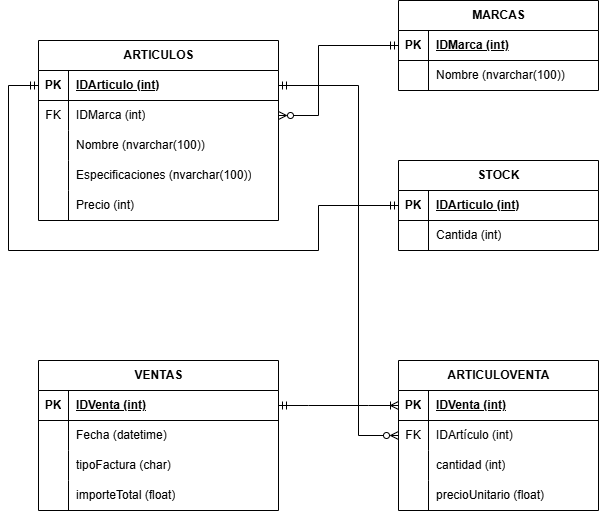 ARTICULOS
PK IDArticulo (int)
FK IDMarca (int)
Nombre (nvarchar(100))
Especificaciones (nvarchar(100))
Precio (int)
MARCAS
PK IDMarca (int)
Nombre (nvarchar(100))
STOCK
PK IDArticulo (int)
Cantida (int)
VENTAS
PK IDVenta (int)
Fecha (datetime)
tipoFactura (char)
importeTotal (float)
ARTICULOVENTA
PK IDVenta (int)
FK IDArtículo (int)
cantidad (int)
precioUnitario (float)